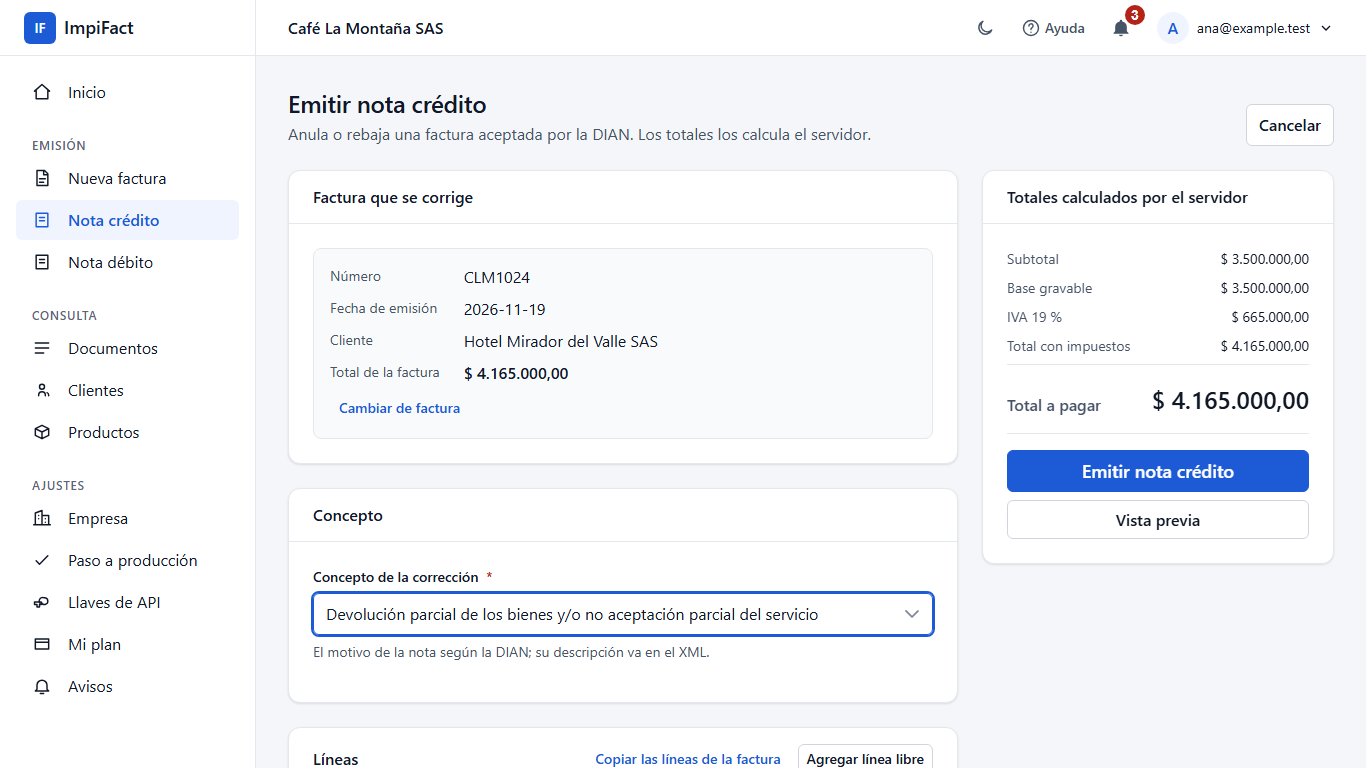 IF ImpiFact
Café La Montaña SAS
Ayuda
3
A ana@example.test
Inicio
EMISIÓN
Nueva factura
Nota crédito
Nota débito
CONSULTA
Documentos
Clientes
Productos
AJUSTES
Empresa
Paso a producción
Llaves de API
Mi plan
Avisos
Emitir nota crédito
Anula o rebaja una factura aceptada por la DIAN. Los totales los calcula el servidor.
Cancelar
Factura que se corrige
Número CLM1024
Fecha de emisión 2026-11-19
Cliente Hotel Mirador del Valle SAS
Total de la factura $ 4.165.000,00
Cambiar de factura
Concepto
Concepto de la corrección *
Devolución parcial de los bienes y/o no aceptación parcial del servicio
El motivo de la nota según la DIAN; su descripción va en el XML.
Líneas Copiar las líneas de la factura Agregar línea libre
Totales calculados por el servidor
Subtotal $ 3.500.000,00
Base gravable $ 3.500.000,00
IVA 19 % $ 665.000,00
Total con impuestos $ 4.165.000,00
Total a pagar $ 4.165.000,00
Emitir nota crédito
Vista previa